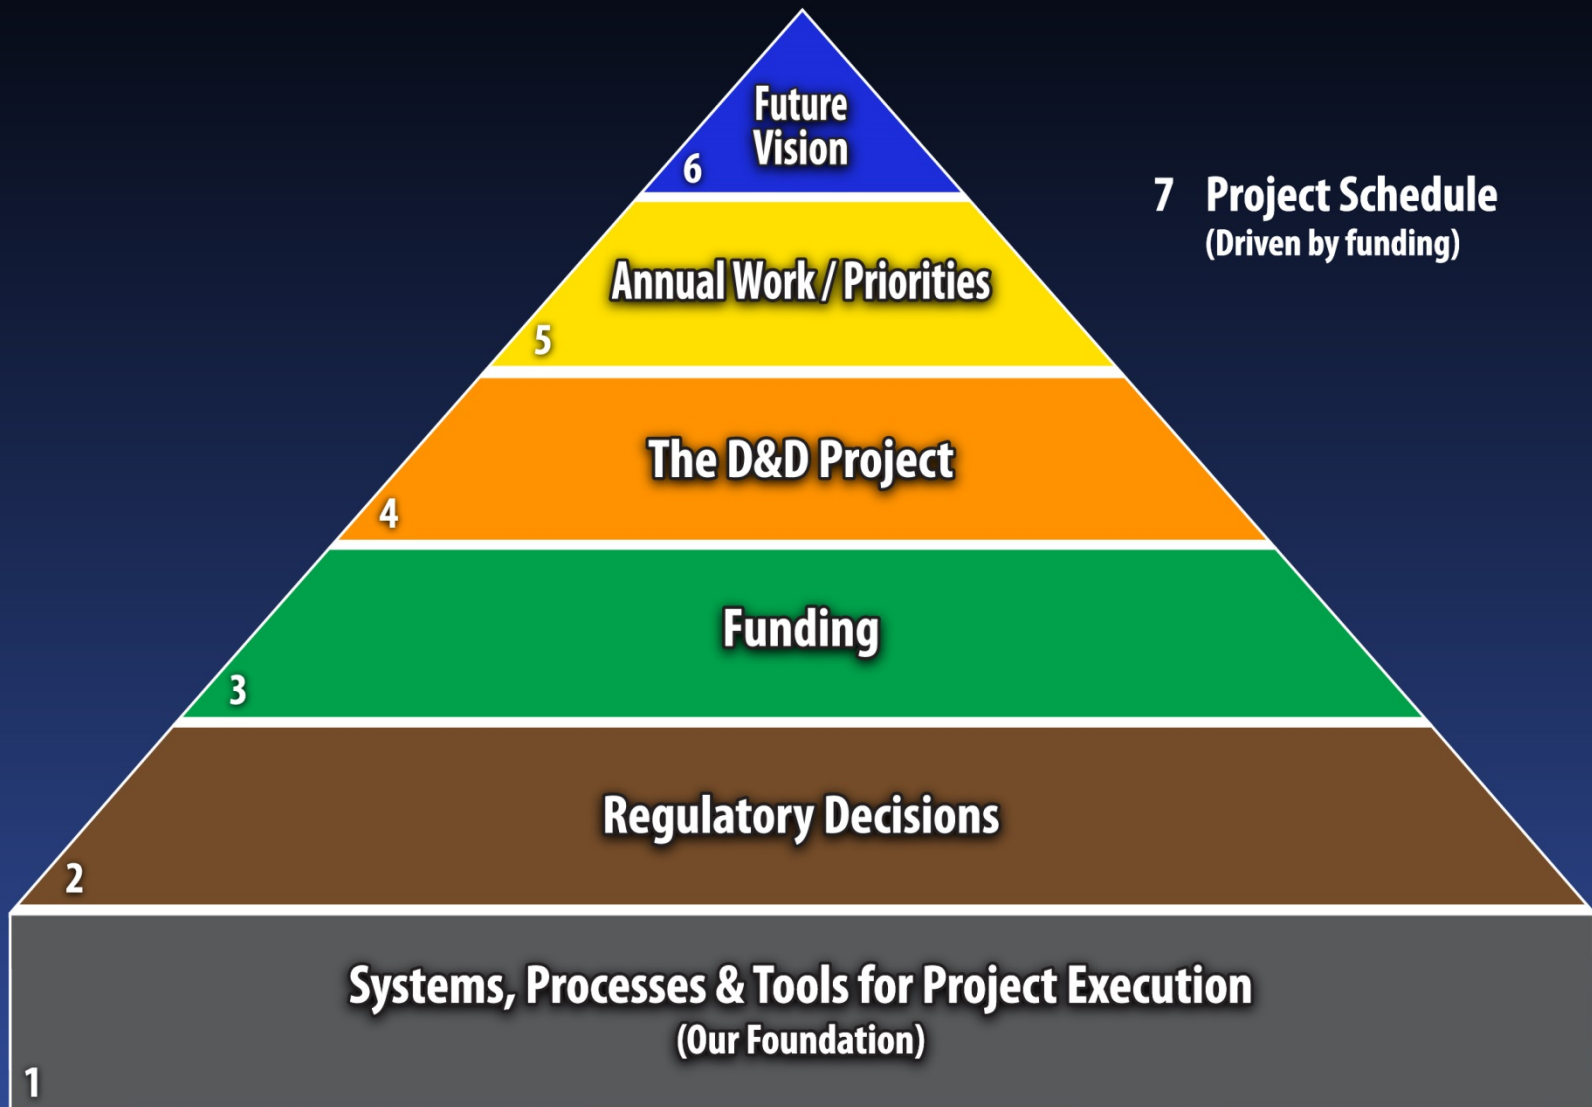 Future
Vision
6
7 Project Schedule
(Driven by funding)
Annual Work / Priorities
5
The D&D Project
4
Funding
3
Regulatory Decisions
2
Systems, Processes & Tools for Project Execution
(Our Foundation)
1